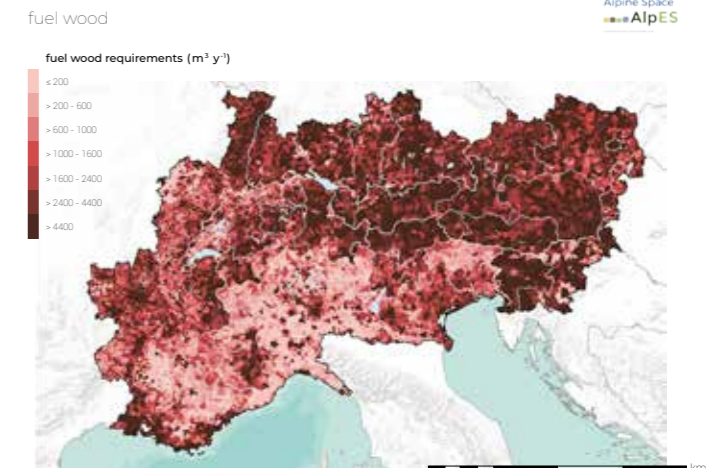 Alpine Space
AlpES
fuel wood
fuel wood requirements (m³ y⁻¹)
≤ 200
> 200 - 600
> 600 - 1000
> 1000 - 1600
> 1600 - 2400
> 2400 - 4400
> 4400
km